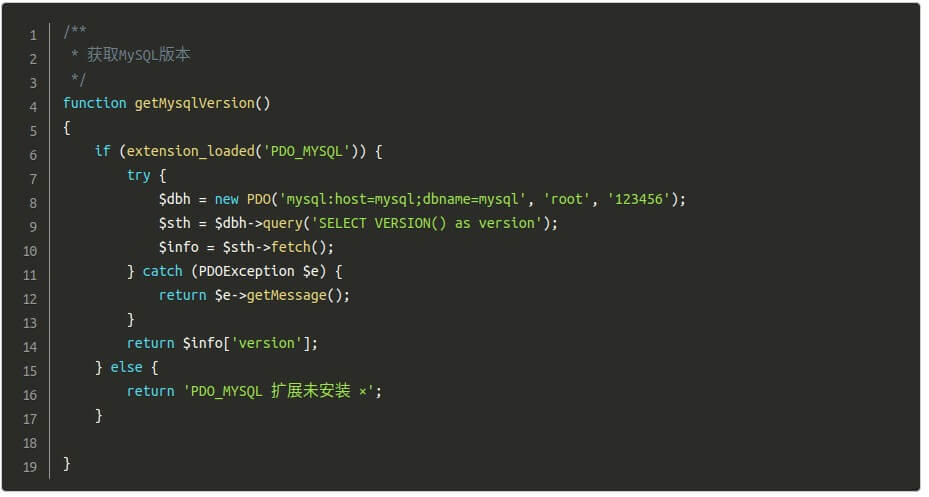 1 /**
2  * 获取MySQL版本
3  */
4 function getMysqlVersion()
5 {
6     if (extension_loaded('PDO_MYSQL')) {
7         try {
8             $dbh = new PDO('mysql:host=mysql;dbname=mysql', 'root', '123456');
9             $sth = $dbh->query('SELECT VERSION() as version');
10             $info = $sth->fetch();
11         } catch (PDOException $e) {
12             return $e->getMessage();
13         }
14         return $info['version'];
15     } else {
16         return 'PDO_MYSQL 扩展未安装 ×';
17     }
18
19 }